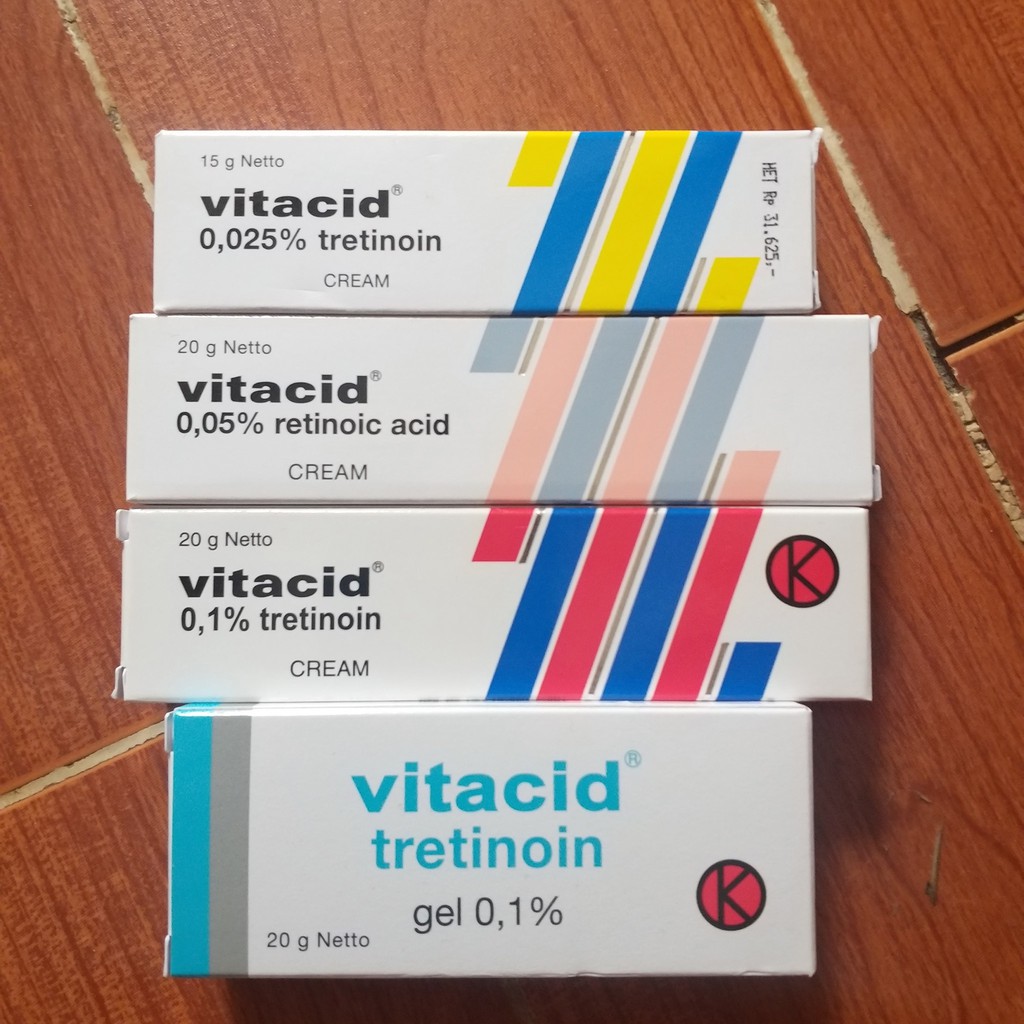 15 g Netto
vitacid®
0,025% tretinoin
CREAM
HET Rp 31.625,-
20 g Netto
vitacid®
0,05% retinoic acid
CREAM
20 g Netto
vitacid®
0,1% tretinoin
CREAM
K
vitacid®
tretinoin
gel 0,1%
20 g Netto
K